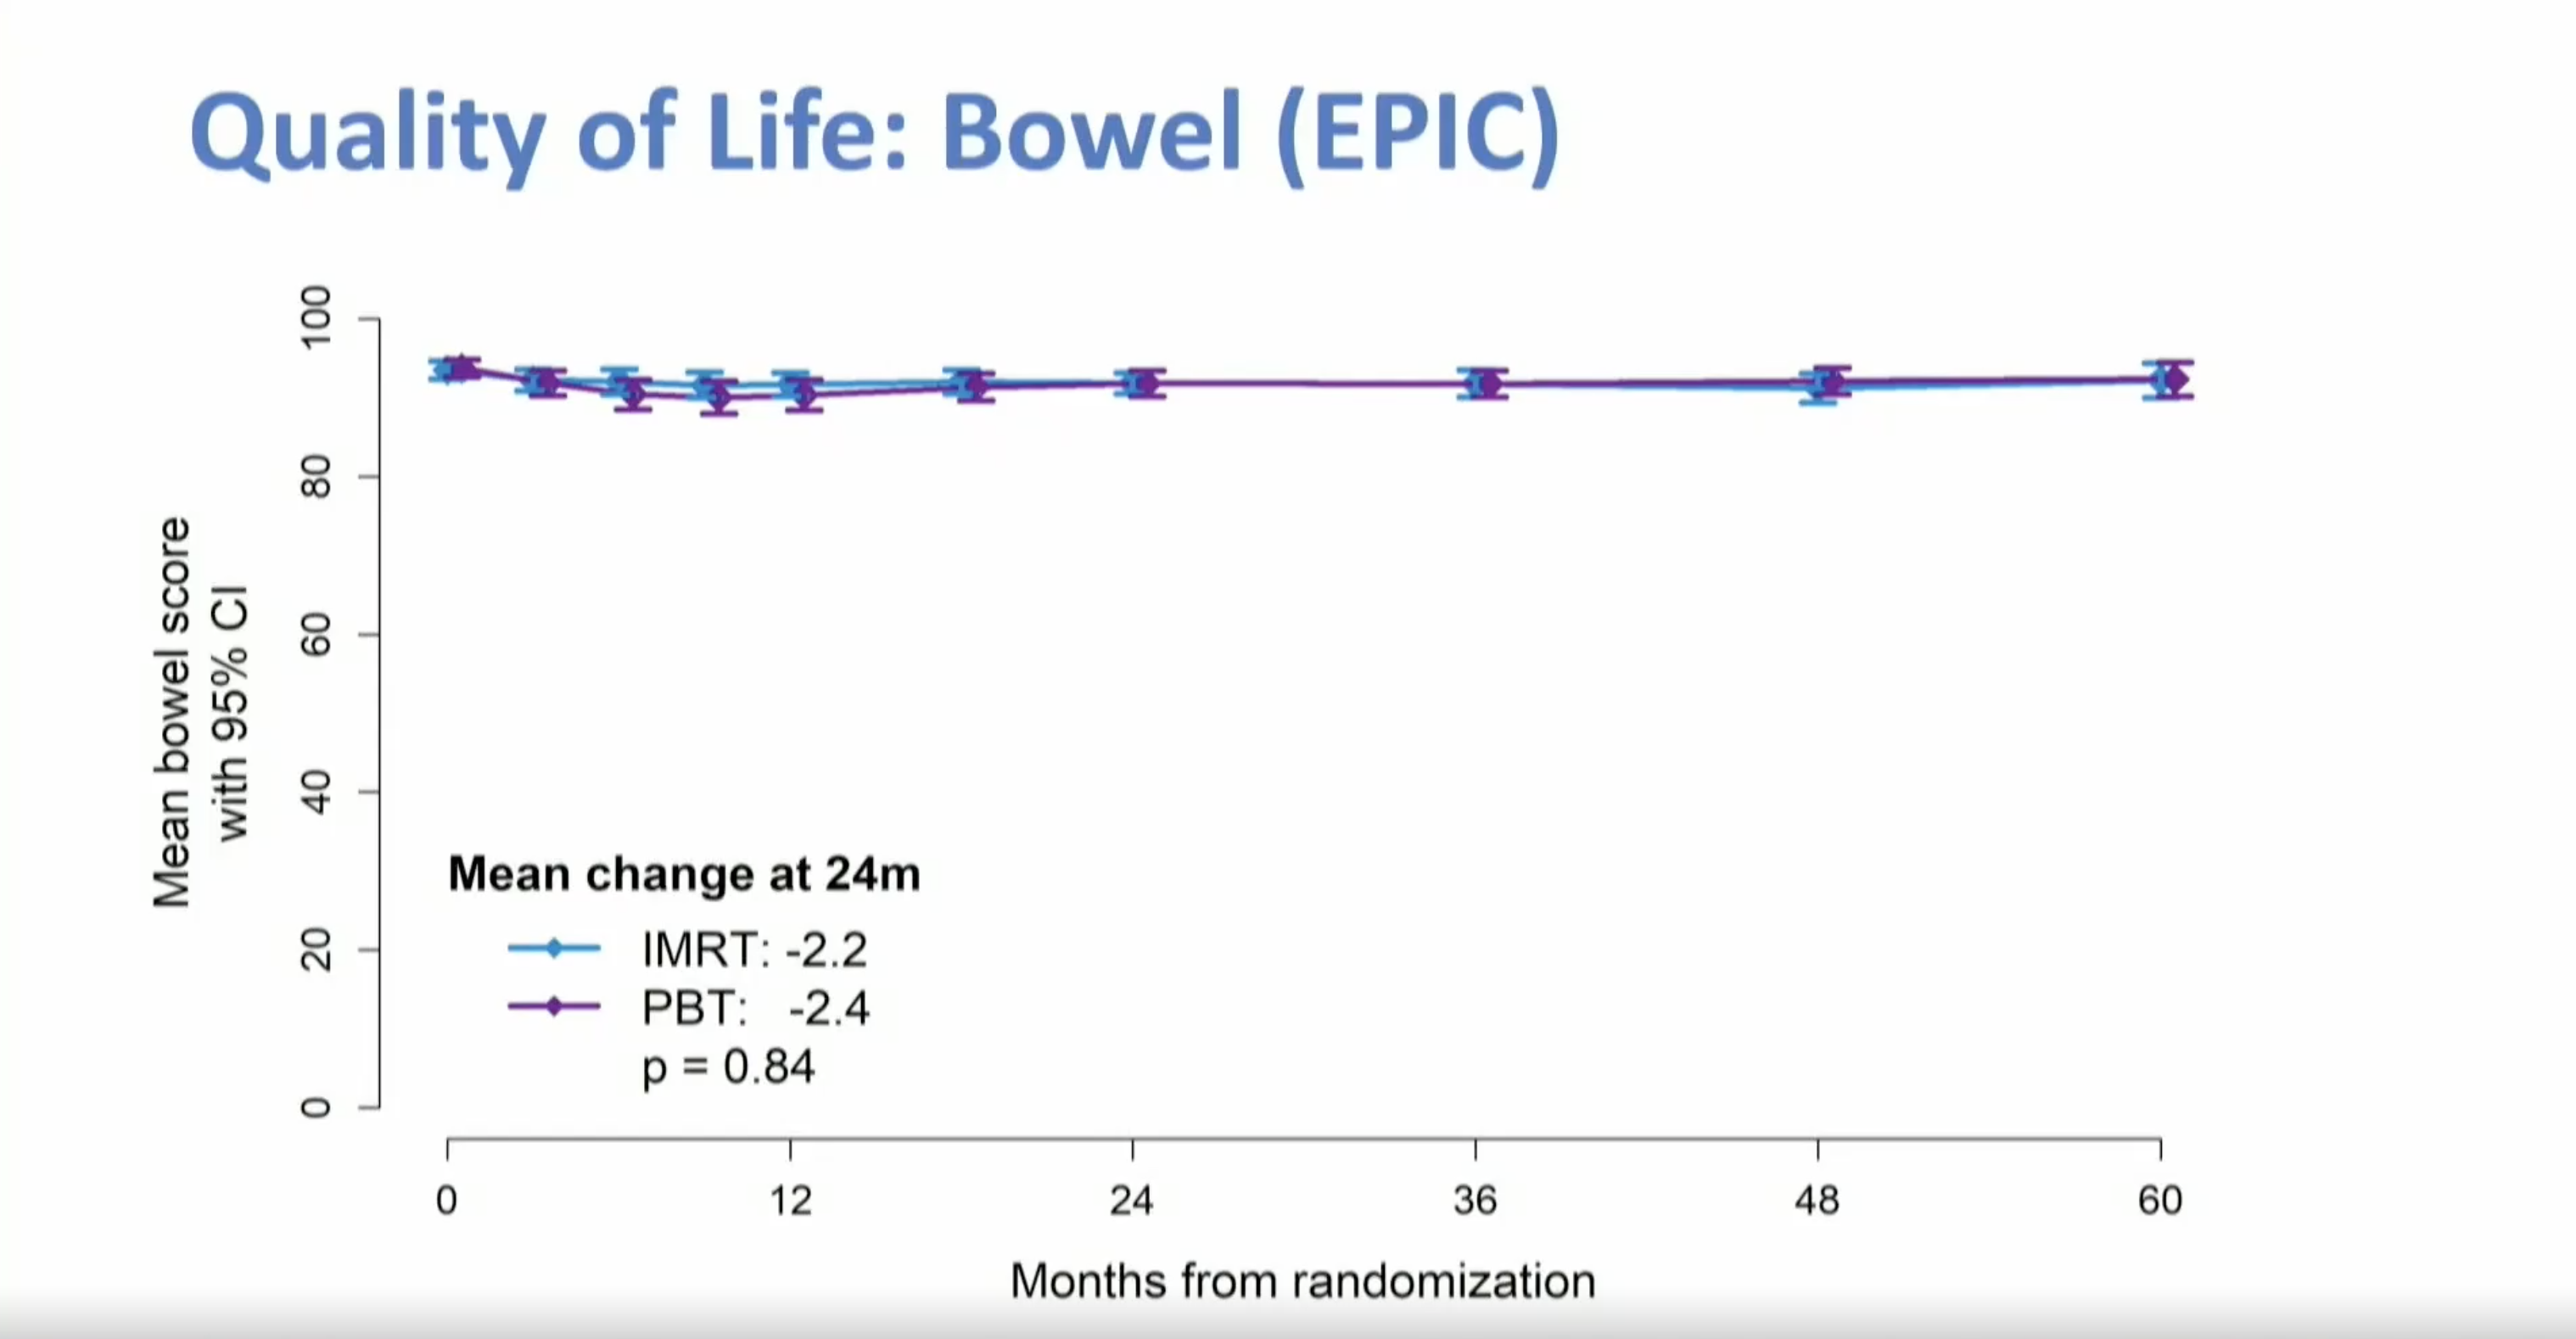 Quality of Life: Bowel (EPIC)
Mean bowel score
with 95% CI
100
80
60
40
20
0
Mean change at 24m
IMRT: -2.2
PBT: -2.4
p = 0.84
0 12 24 36 48 60
Months from randomization